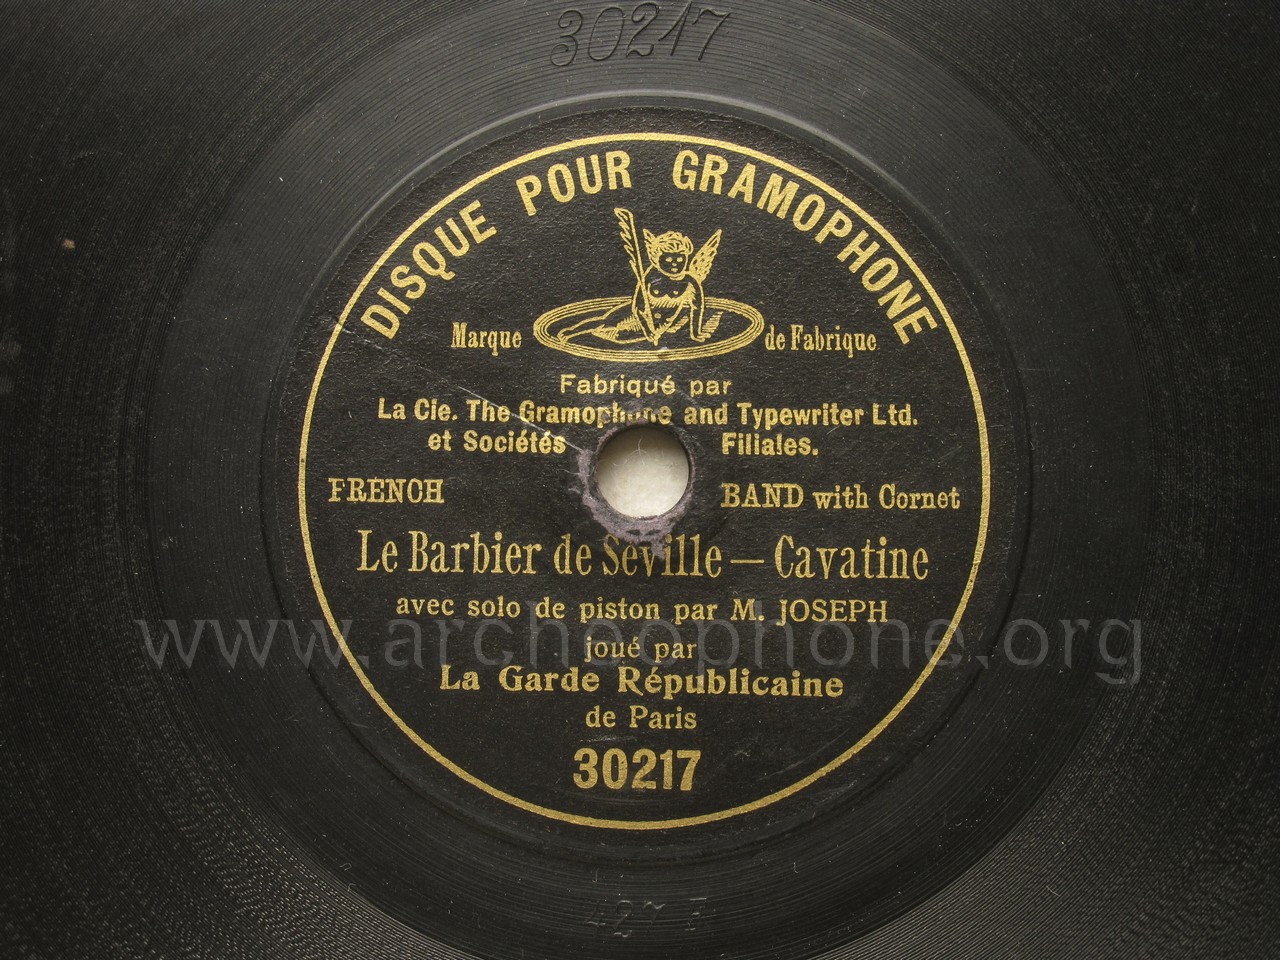 30217
DISQUE POUR GRAMOPHONE
Marque de Fabrique
Fabriqué par
La Cie. The Gramophone and Typewriter Ltd.
et Sociétés Filiales.
FRENCH BAND with Cornet
Le Barbier de Séville — Cavatine
avec solo de piston par M. JOSEPH
www.archeophone.org
joué par
La Garde Républicaine
de Paris
30217